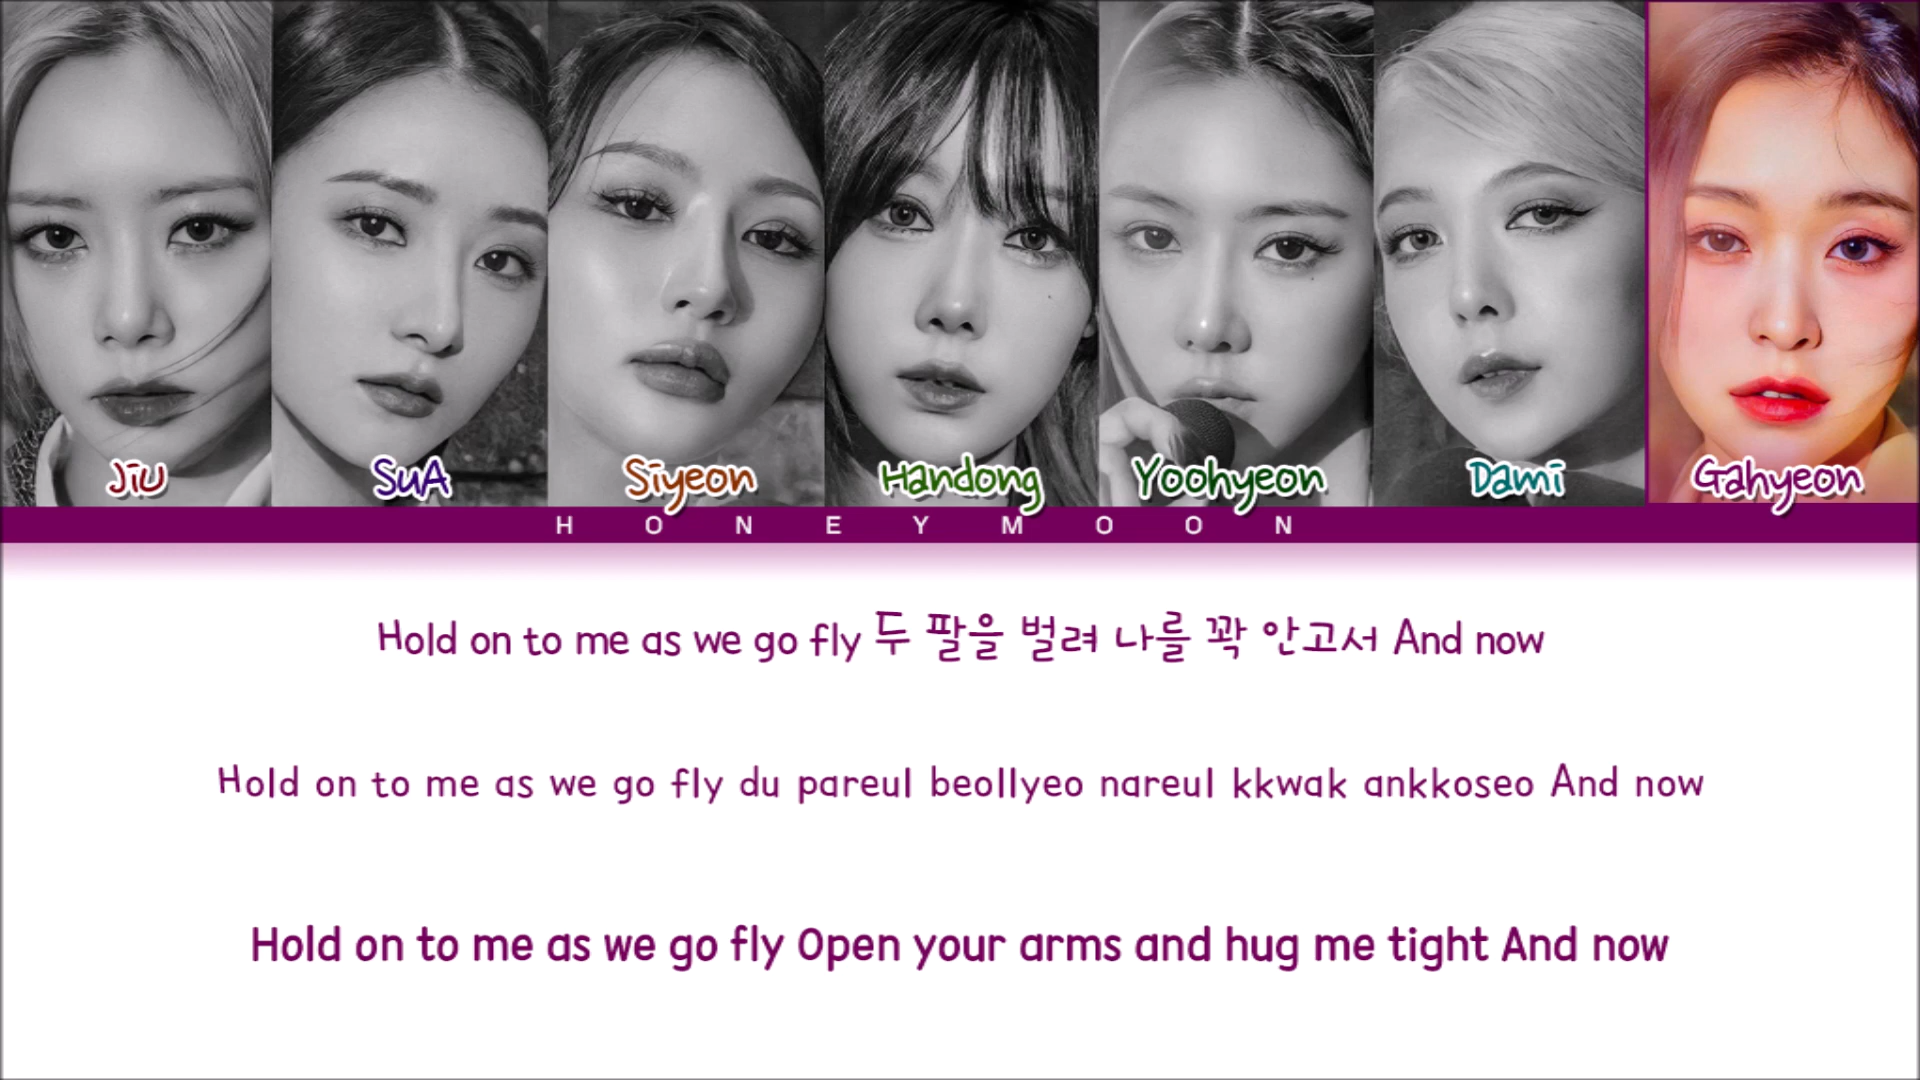 JiU SuA Siyeon Handong Yoohyeon Dami Gahyeon
HONEYMOON
Hold on to me as we go fly 두 팔을 벌려 나를 꽉 안고서 And now
Hold on to me as we go fly du pareul beollyeo nareul kkwak ankkoseo And now
Hold on to me as we go fly Open your arms and hug me tight And now